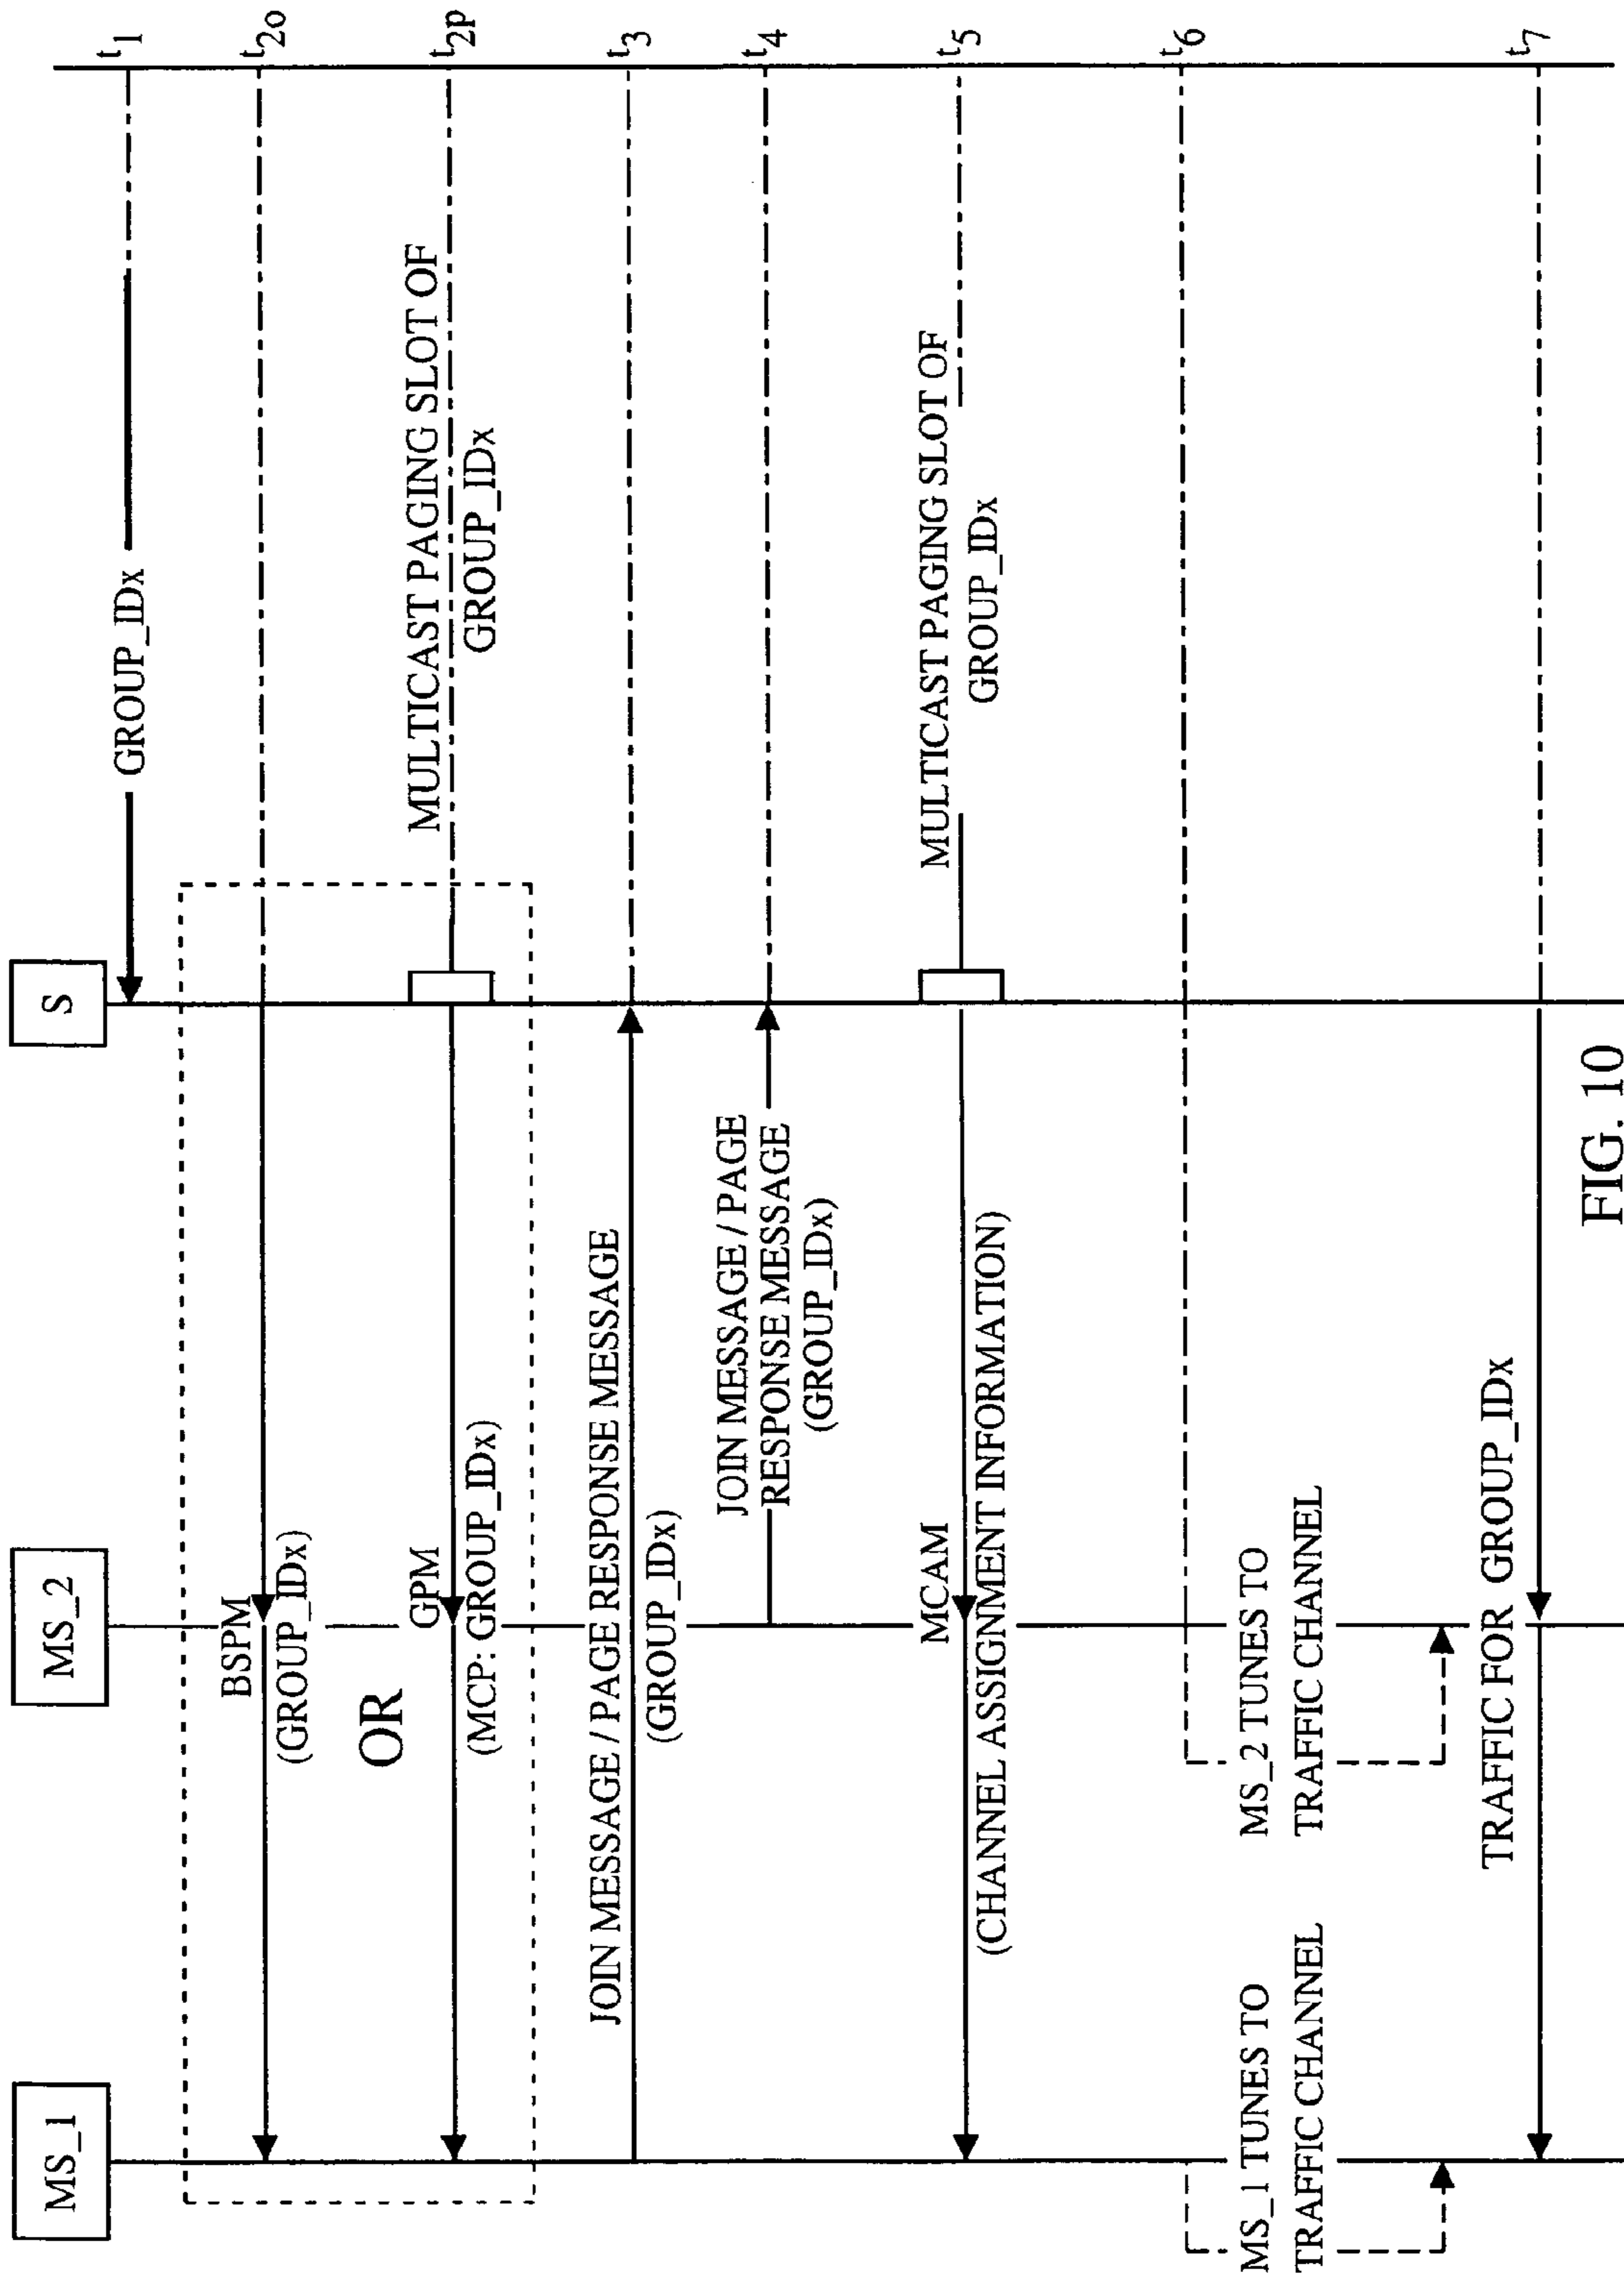 MS_1
MS_2
S
GROUP_IDx
t1
BSPM
(GROUP_IDx)
t2o
OR
GPM
(MCP: GROUP_IDx)
MULTICAST PAGING SLOT OF
GROUP_IDx
t2p
JOIN MESSAGE / PAGE RESPONSE MESSAGE
(GROUP_IDx)
t3
JOIN MESSAGE / PAGE
RESPONSE MESSAGE
(GROUP_IDx)
t4
MCAM
(CHANNEL ASSIGNMENT INFORMATION)
MULTICAST PAGING SLOT OF
GROUP_IDx
t5
t6
MS_1 TUNES TO
TRAFFIC CHANNEL
MS_2 TUNES TO
TRAFFIC CHANNEL
TRAFFIC FOR GROUP_IDx
t7
FIG. 10